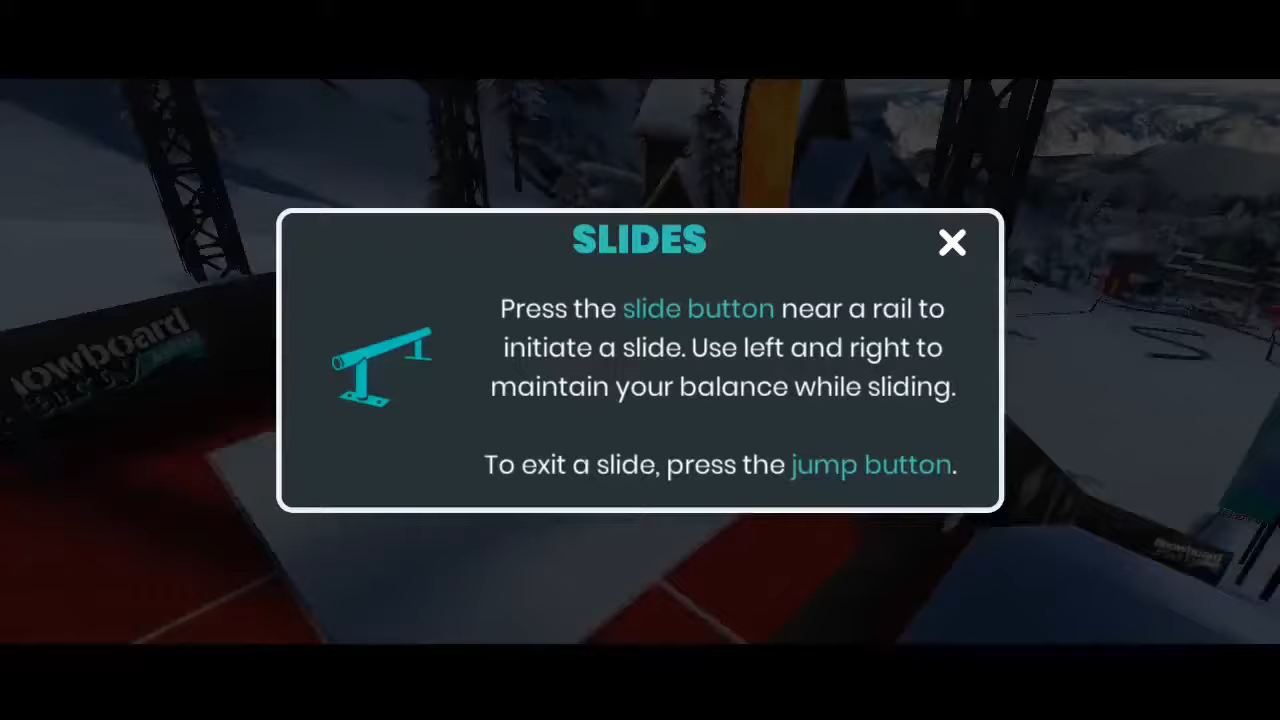 SLIDES
Press the slide button near a rail to
initiate a slide. Use left and right to
maintain your balance while sliding.
To exit a slide, press the jump button.